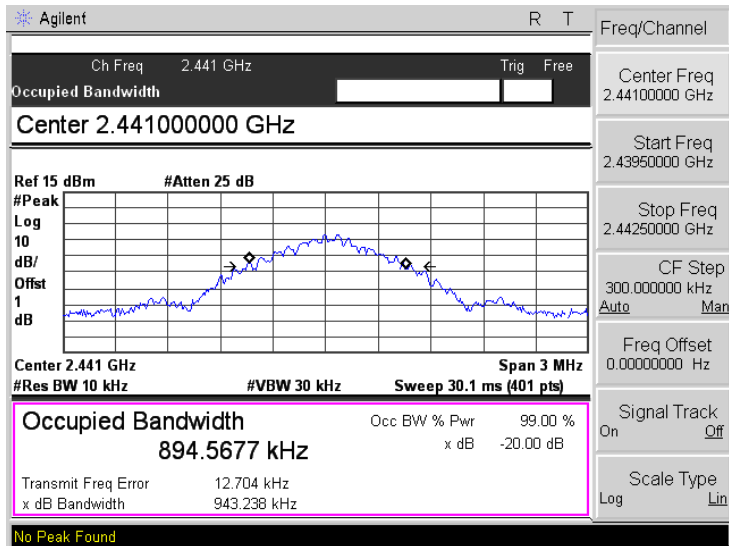 Agilent
R T
Ch Freq 2.441 GHz Trig Free
Occupied Bandwidth
Center 2.441000000 GHz
Ref 15 dBm #Atten 25 dB
#Peak
Log
10
dB/
Offst
1
dB
Center 2.441 GHz Span 3 MHz
#Res BW 10 kHz #VBW 30 kHz Sweep 30.1 ms (401 pts)
Occupied Bandwidth Occ BW % Pwr 99.00 %
894.5677 kHz x dB -20.00 dB
Transmit Freq Error 12.704 kHz
x dB Bandwidth 943.238 kHz
No Peak Found
Freq/Channel
Center Freq
2.44100000 GHz
Start Freq
2.43950000 GHz
Stop Freq
2.44250000 GHz
CF Step
300.000000 kHz
Auto Man
Freq Offset
0.00000000 Hz
Signal Track
On Off
Scale Type
Log Lin